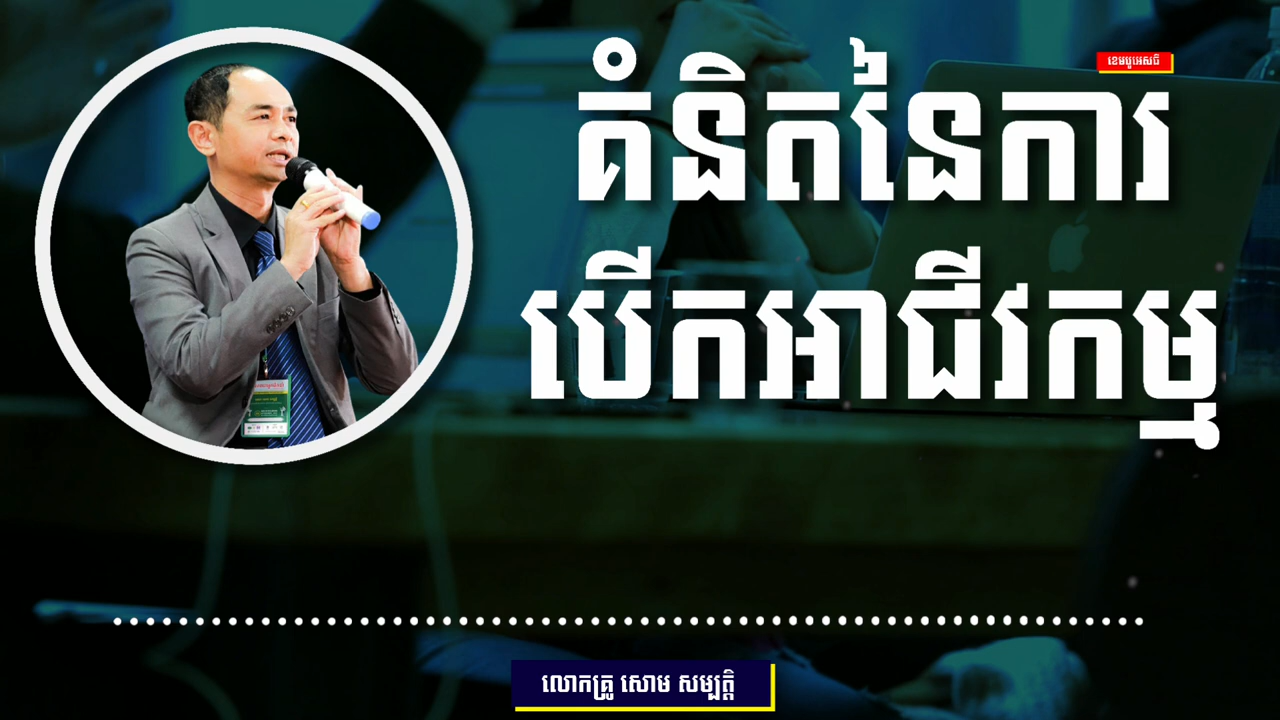 ខេមបូអេសធី
គំនិតនៃការ
បើកអាជីវកម្ម
លោកគ្រូ សោម សម្បត្តិ